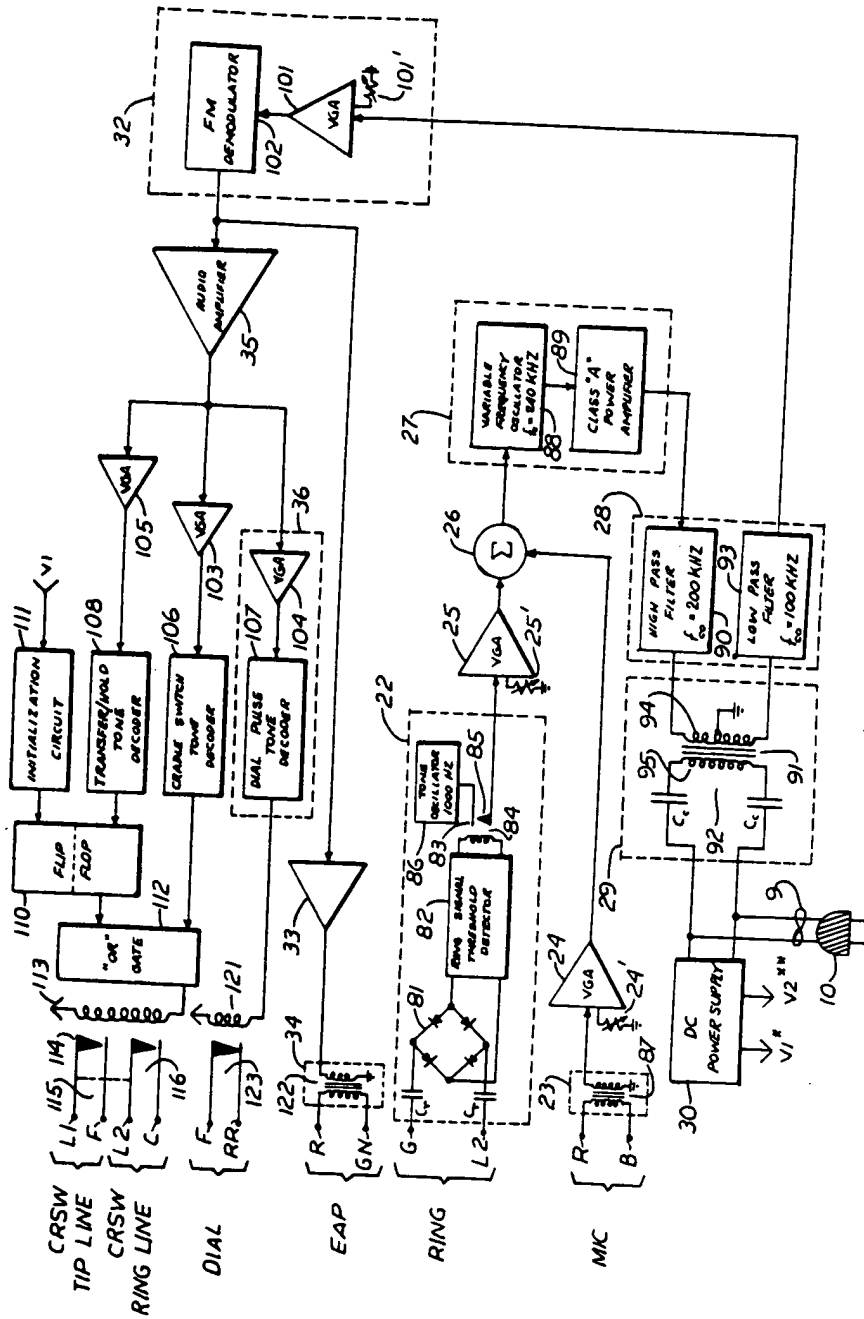 CRSW
TIP LINE
CRSW
RING LINE
DIAL
EAP
RING
MIC
L1
F
L2
C
F
RR
R
GN
G
L2
R
B
113
114
115
116
121
123
"OR"
GATE
112
FLIP
FLOP
110
INITIALIZATION
CIRCUIT
111
V1
TRANSFER/HOLD
TONE
DECODER
108
CRADLE SWITCH
TONE
DECODER
106
DIAL PULSE
TONE
DECODER
107
VGA
105
VGA
103
VGA
104
36
AUDIO
AMPLIFIER
35
FM
DEMODULATOR
102
VGA
101
101'
32
33
34
122
CT
CT
81
RING SIGNAL
THRESHOLD
DETECTOR
82
TONE
OSCILLATOR
1000 HZ
86
83
84
85
22
VGA
25
25'
Σ
26
VARIABLE
FREQUENCY
OSCILLATOR
fo = 240 KHZ
88
CLASS "A"
POWER
AMPLIFIER
89
27
23
87
VGA
24
24'
HIGH PASS
FILTER
fco = 200 KHZ
90
LOW PASS
FILTER
fco = 100 KHZ
93
28
94
95
91
92
Cc
Cc
29
DC
POWER SUPPLY
30
V1*
V2**
9
10